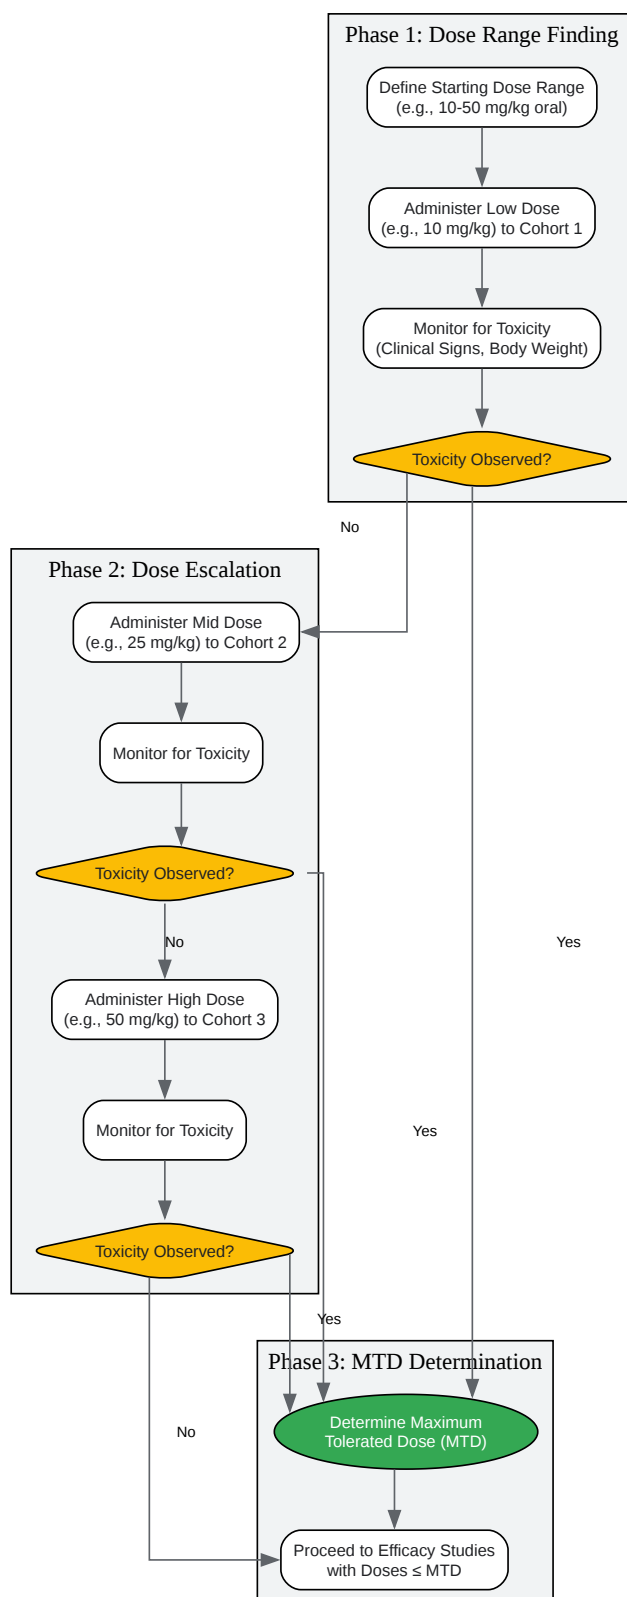 Phase 1: Dose Range Finding
Define Starting Dose Range
(e.g., 10-50 mg/kg oral)
Administer Low Dose
(e.g., 10 mg/kg) to Cohort 1
Monitor for Toxicity
(Clinical Signs, Body Weight)
Toxicity Observed?
No
Phase 2: Dose Escalation
Administer Mid Dose
(e.g., 25 mg/kg) to Cohort 2
Monitor for Toxicity
Toxicity Observed?
No
Yes
Administer High Dose
(e.g., 50 mg/kg) to Cohort 3
Monitor for Toxicity
Yes
Toxicity Observed?
Yes
Phase 3: MTD Determination
Determine Maximum
Tolerated Dose (MTD)
No
Proceed to Efficacy Studies
with Doses ≤ MTD